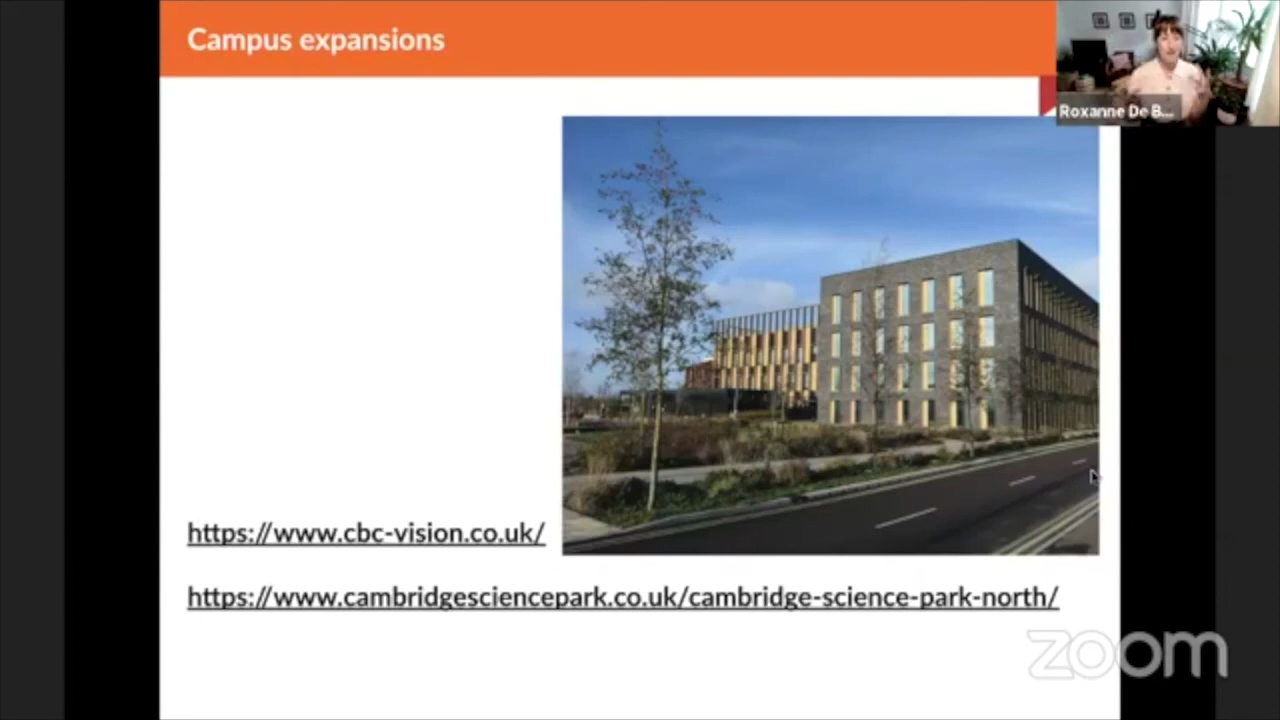 Campus expansions
Roxanne De B...
https://www.cbc-vision.co.uk/
https://www.cambridgesciencepark.co.uk/cambridge-science-park-north/
zoom